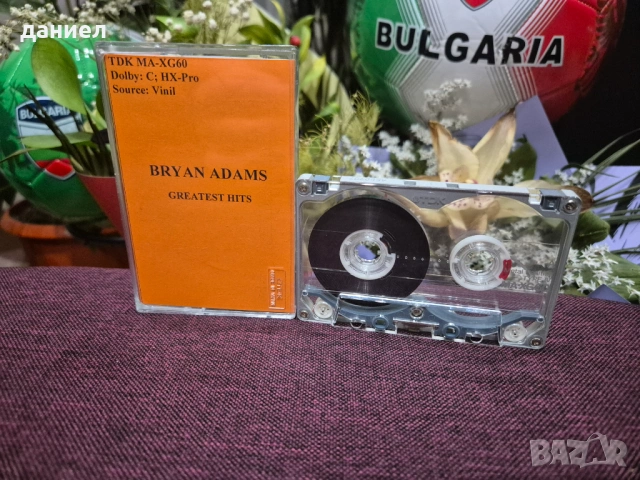 даниел
TDK MA-XG60
Dolby: C; HX-Pro
Source: Vinil
BRYAN ADAMS
GREATEST HITS
BULGARIA
BAZAR